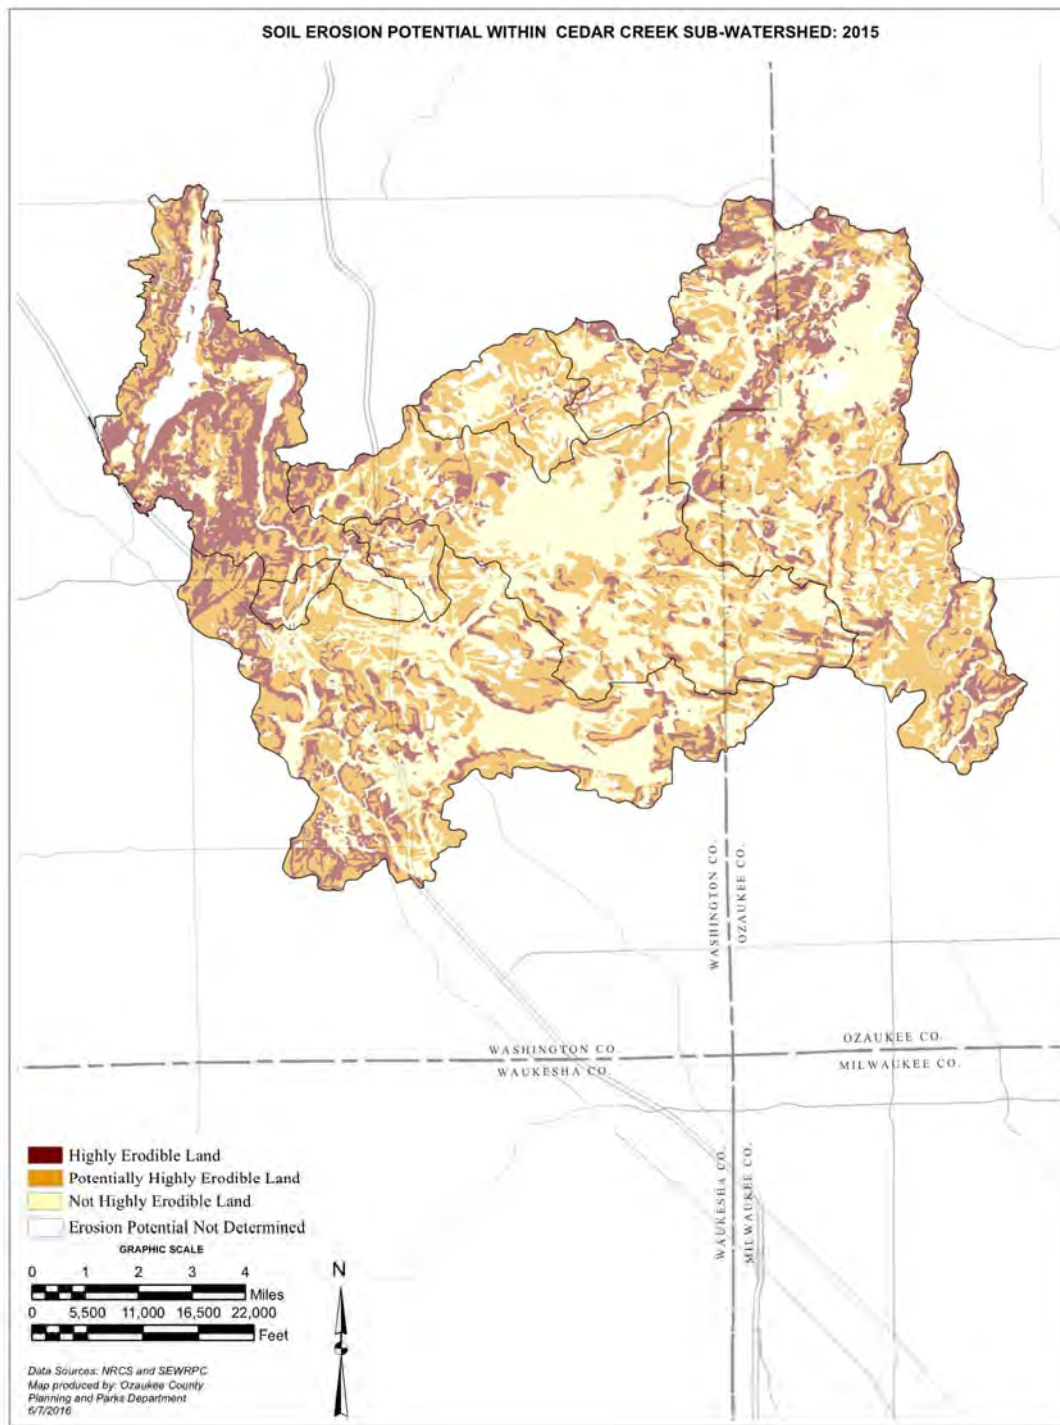 SOIL EROSION POTENTIAL WITHIN CEDAR CREEK SUB-WATERSHED: 2015
WASHINGTON CO.
OZAUKEE CO.
WASHINGTON CO.
WAUKESHA CO.
OZAUKEE CO.
MILWAUKEE CO.
WAUKESHA CO.
MILWAUKEE CO.
Highly Erodible Land
Potentially Highly Erodible Land
Not Highly Erodible Land
Erosion Potential Not Determined
GRAPHIC SCALE
0 1 2 3 4
Miles
0 5,500 11,000 16,500 22,000
Feet
N
Data Sources: NRCS and SEWRPC
Map produced by: Ozaukee County
Planning and Parks Department
6/7/2016